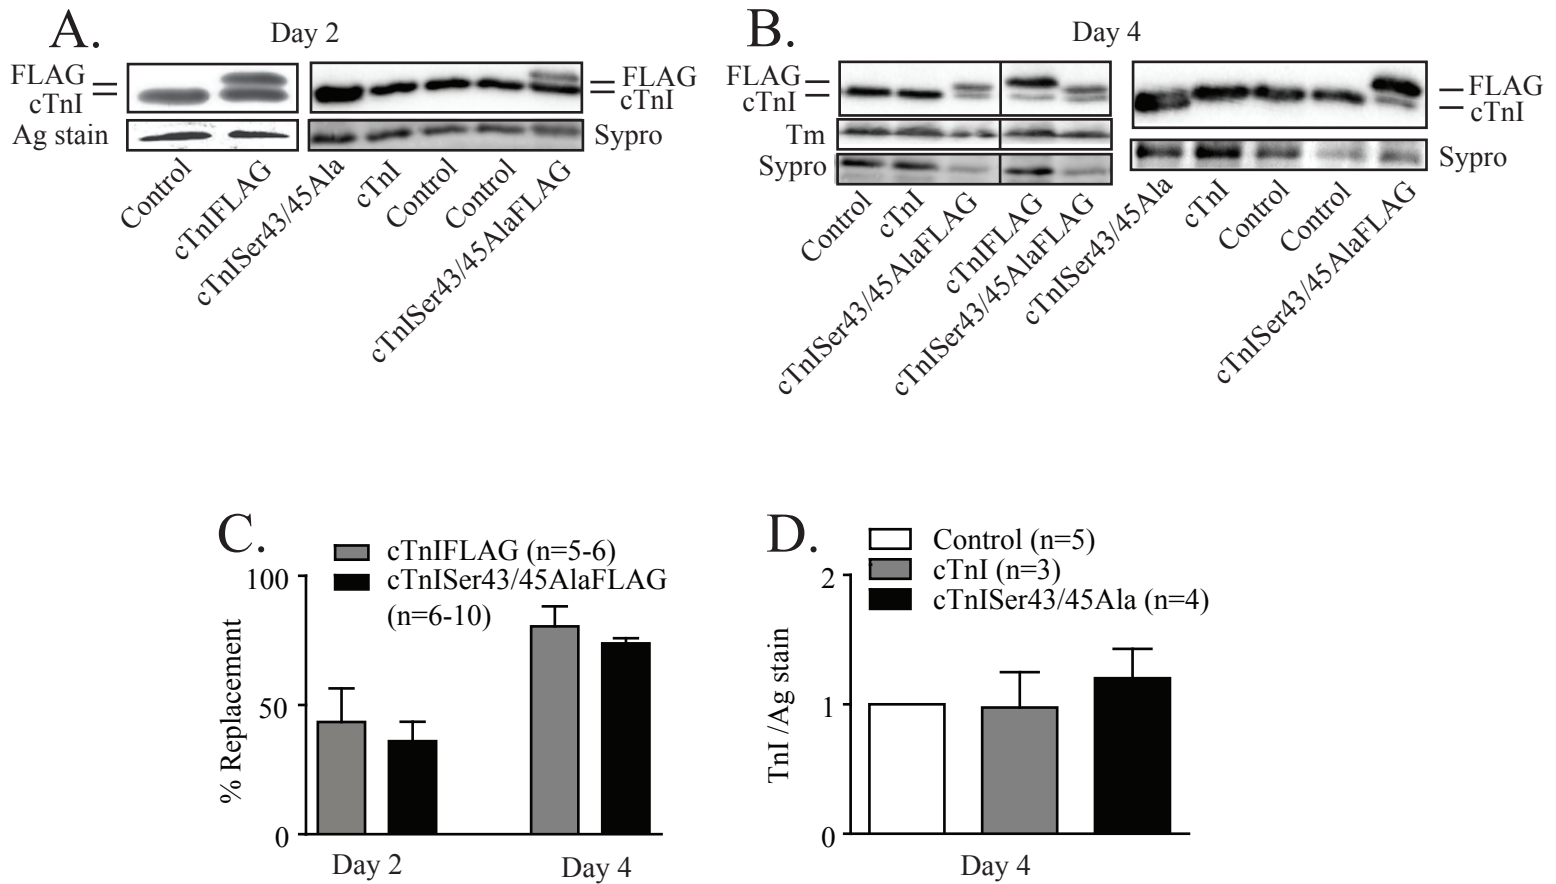 A.
Day 2
FLAG
cTnI
Ag stain
FLAG
cTnI
Sypro
Control
cTnIFLAG
cTnISer43/45Ala
cTnI
Control
Control
cTnISer43/45AlaFLAG
B.
Day 4
FLAG
cTnI
Tm
Sypro
FLAG
cTnI
Sypro
Control
cTnI
cTnISer43/45AlaFLAG
cTnIFLAG
cTnISer43/45AlaFLAG
cTnISer43/45Ala
cTnI
Control
Control
cTnISer43/45AlaFLAG
C.
cTnIFLAG (n=5-6)
cTnISer43/45AlaFLAG
(n=6-10)
% Replacement
100
50
0
Day 2
Day 4
D.
Control (n=5)
cTnI (n=3)
cTnISer43/45Ala (n=4)
TnI /Ag stain
2
1
0
Day 4